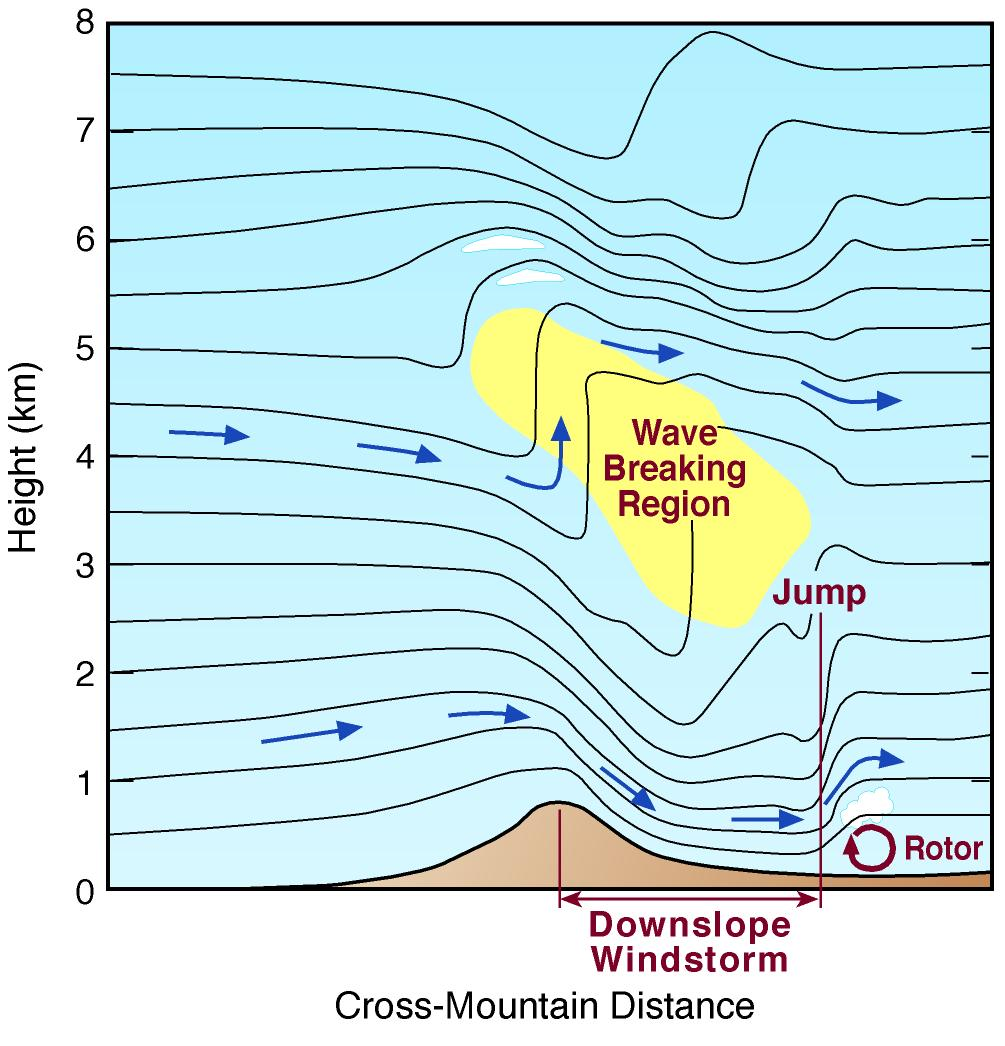 8
7
6
5
4
3
2
1
0
Height (km)
Wave
Breaking
Region
Jump
Rotor
Downslope
Windstorm
Cross-Mountain Distance